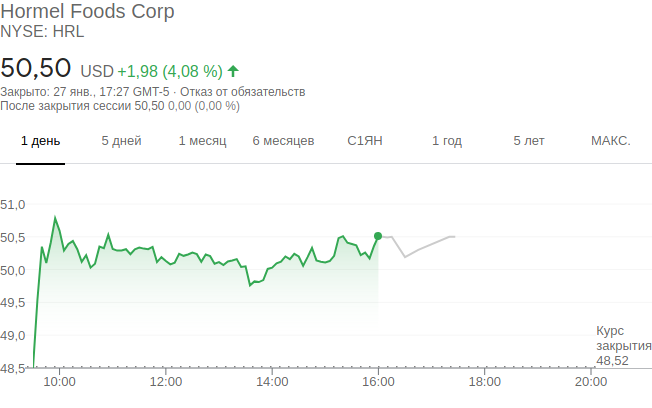 Hormel Foods Corp
NYSE: HRL
50,50 USD +1,98 (4,08 %)
Закрыто: 27 янв., 17:27 GMT-5 · Отказ от обязательств
После закрытия сессии 50,50 0,00 (0,00 %)
1 день 5 дней 1 месяц 6 месяцев С1ЯН 1 год 5 лет МАКС.
51,0
50,5
50,0
49,5
49,0
Курс
закрытия
48,52
48,5
10:00 12:00 14:00 16:00 18:00 20:00